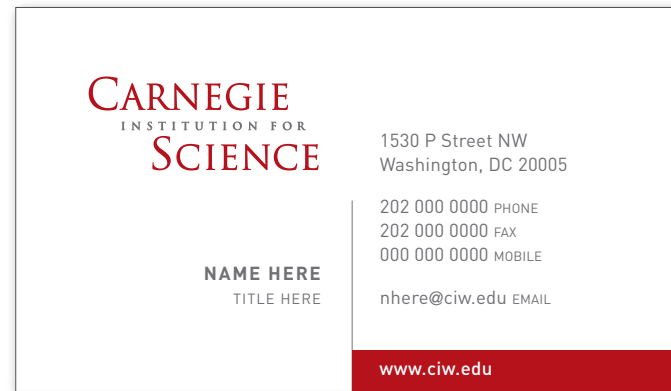 CARNEGIE
INSTITUTION FOR
SCIENCE
NAME HERE
TITLE HERE
1530 P Street NW
Washington, DC 20005
202 000 0000 PHONE
202 000 0000 FAX
000 000 0000 MOBILE
nhere@ciw.edu EMAIL
www.ciw.edu